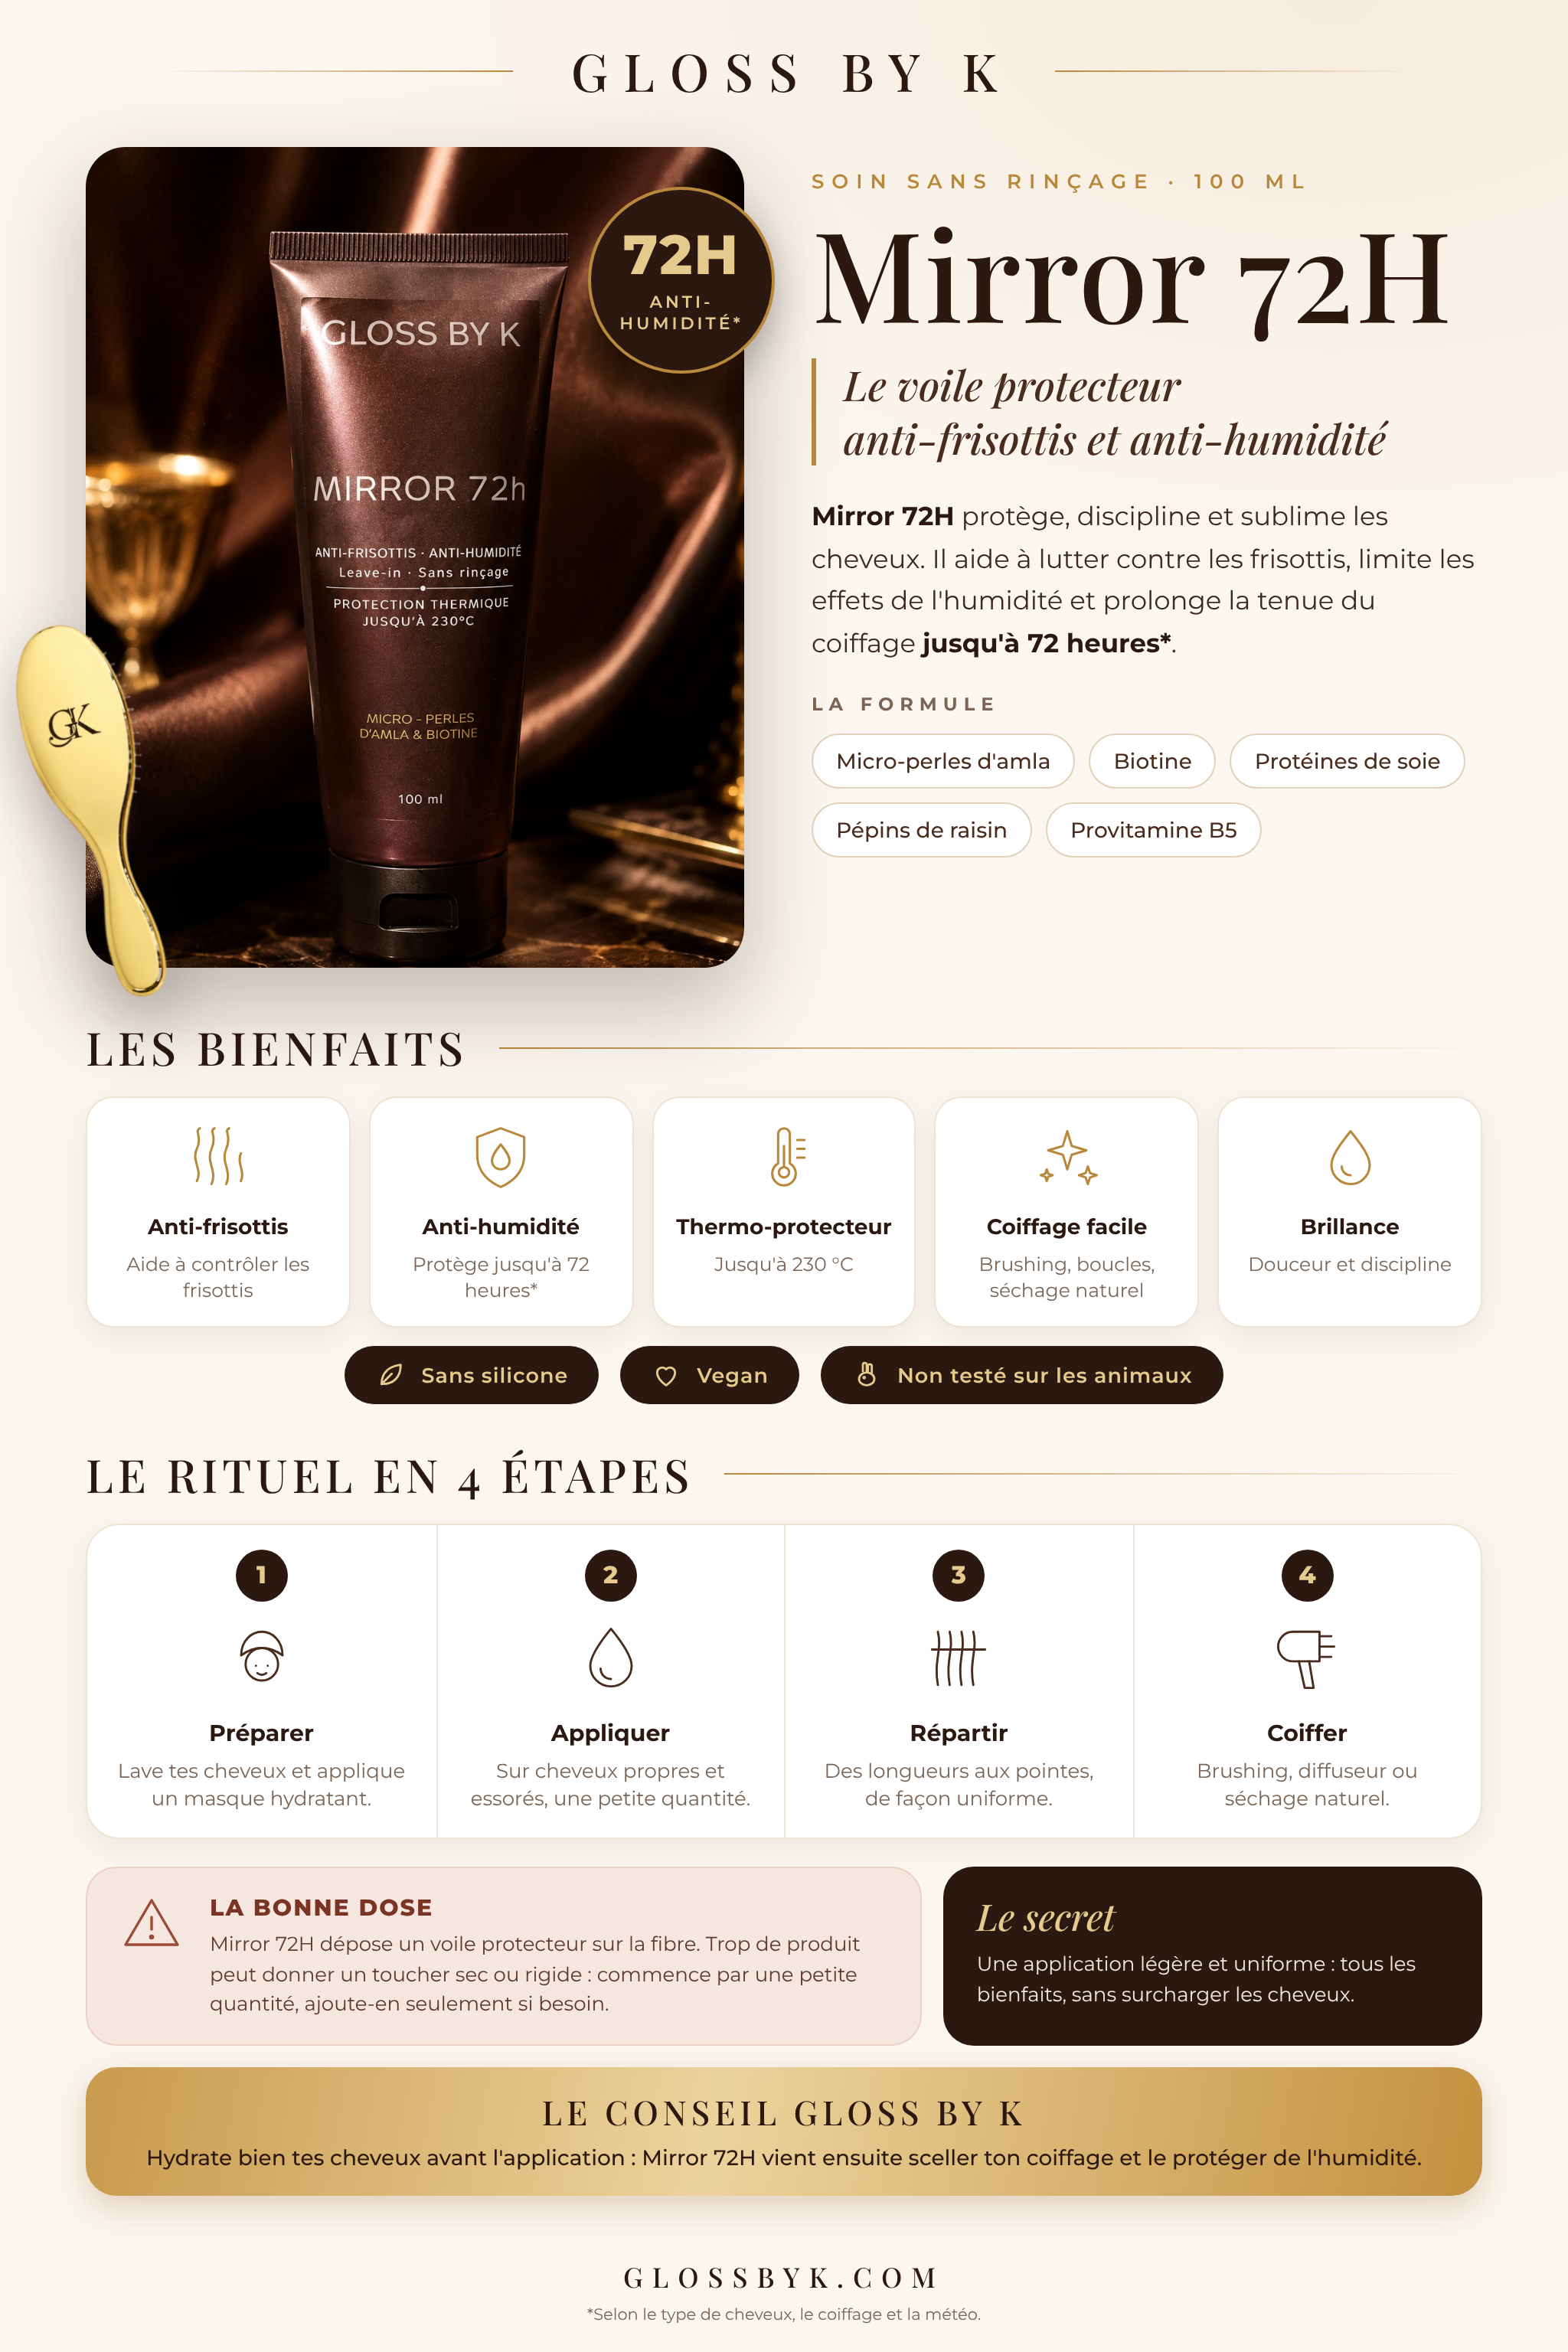 GLOSS BY K
72H
ANTI-
HUMIDITÉ*
GLOSS BY K
MIRROR 72h
ANTI-FRISOTTIS · ANTI-HUMIDITÉ
Leave-in · Sans rinçage
PROTECTION THERMIQUE
JUSQU'À 230°C
MICRO - PERLES
D'AMLA & BIOTINE
100 ml
GK
SOIN SANS RINÇAGE · 100 ML
Mirror 72H
Le voile protecteur
anti-frisottis et anti-humidité
Mirror 72H protège, discipline et sublime les
cheveux. Il aide à lutter contre les frisottis, limite les
effets de l'humidité et prolonge la tenue du
coiffage jusqu'à 72 heures*.
LA FORMULE
Micro-perles d'amla
Biotine
Protéines de soie
Pépins de raisin
Provitamine B5
LES BIENFAITS
Anti-frisottis
Aide à contrôler les
frisottis
Anti-humidité
Protège jusqu'à 72
heures*
Thermo-protecteur
Jusqu'à 230 °C
Coiffage facile
Brushing, boucles,
séchage naturel
Brillance
Douceur et discipline
Sans silicone
Vegan
Non testé sur les animaux
LE RITUEL EN 4 ÉTAPES
1
Préparer
Lave tes cheveux et applique
un masque hydratant.
2
Appliquer
Sur cheveux propres et
essorés, une petite quantité.
3
Répartir
Des longueurs aux pointes,
de façon uniforme.
4
Coiffer
Brushing, diffuseur ou
séchage naturel.
LA BONNE DOSE
Mirror 72H dépose un voile protecteur sur la fibre. Trop de produit
peut donner un toucher sec ou rigide : commence par une petite
quantité, ajoute-en seulement si besoin.
Le secret
Une application légère et uniforme : tous les
bienfaits, sans surcharger les cheveux.
LE CONSEIL GLOSS BY K
Hydrate bien tes cheveux avant l'application : Mirror 72H vient ensuite sceller ton coiffage et le protéger de l'humidité.
GLOSSBYK.COM
*Selon le type de cheveux, le coiffage et la météo.